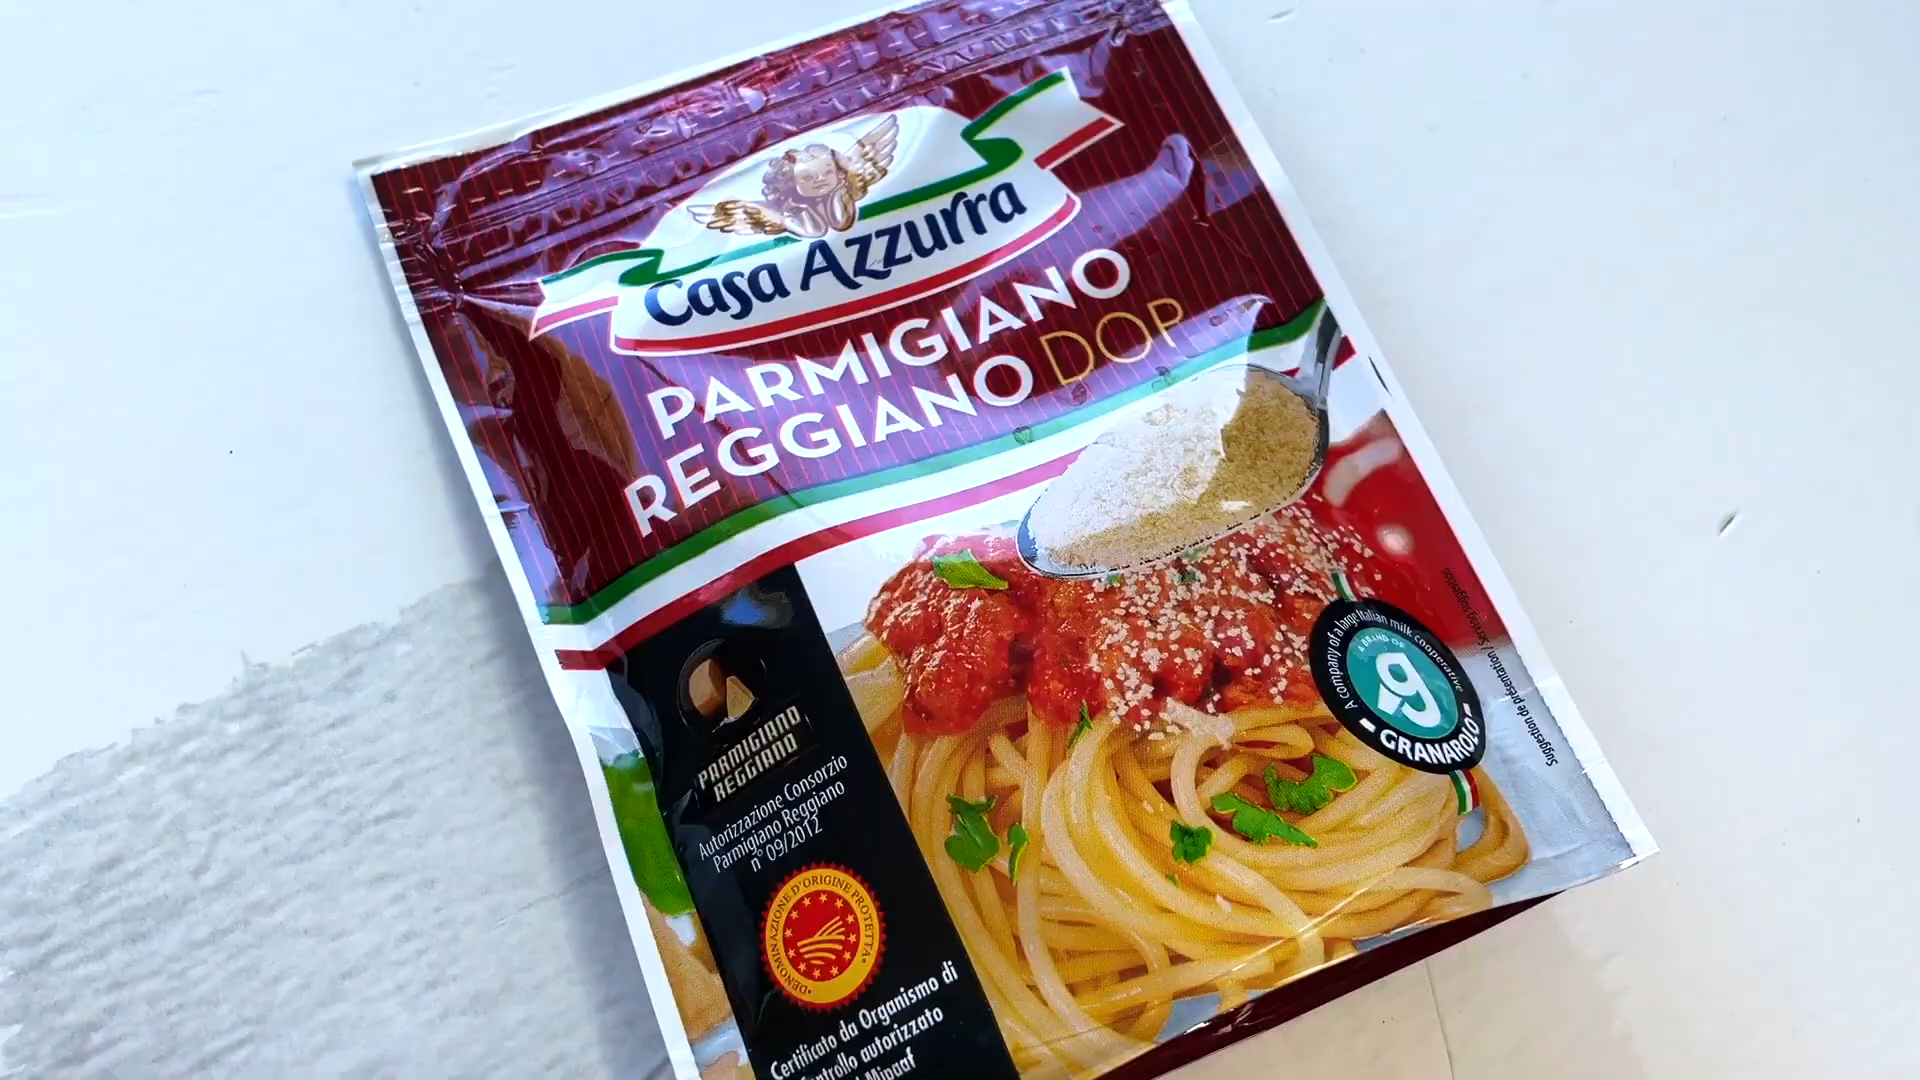 Casa Azzurra
PARMIGIANO
REGGIANO DOP
A company of a large Italian milk cooperative
A BRAND OF
g
GRANAROLO
Suggestion de présentation / Serving suggestion
PARMIGIANO
REGGIANO
Autorizzazione Consorzio
Parmigiano Reggiano
n° 09/2012
DENOMINAZIONE D'ORIGINE PROTETTA
Certificato da Organismo di
autorizzato
Mipaaf